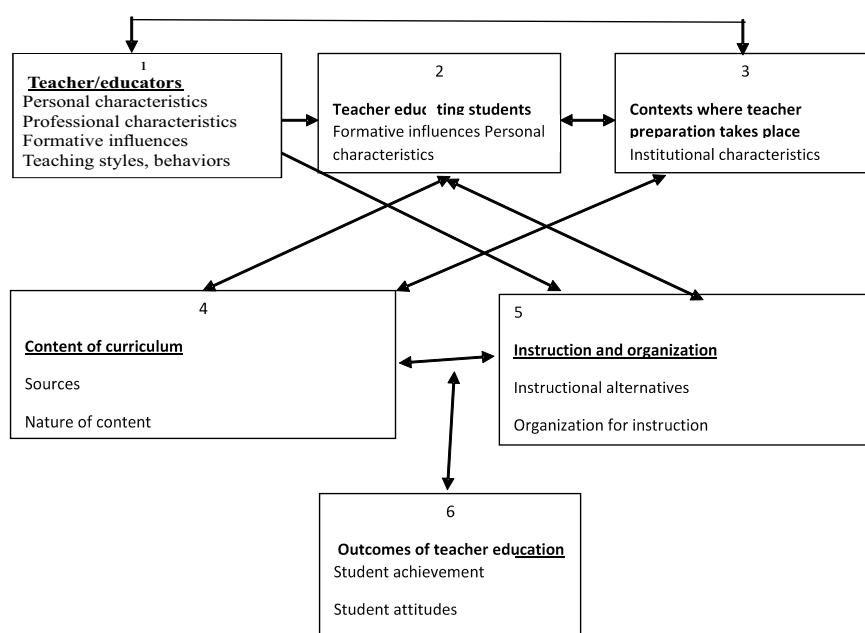 1
Teacher/educators
Personal characteristics
Professional characteristics
Formative influences
Teaching styles, behaviors
2
Teacher educting students
Formative influences Personal
characteristics
3
Contexts where teacher
preparation takes place
Institutional characteristics
4
Content of curriculum
Sources
Nature of content
5
Instruction and organization
Instructional alternatives
Organization for instruction
6
Outcomes of teacher education
Student achievement
Student attitudes